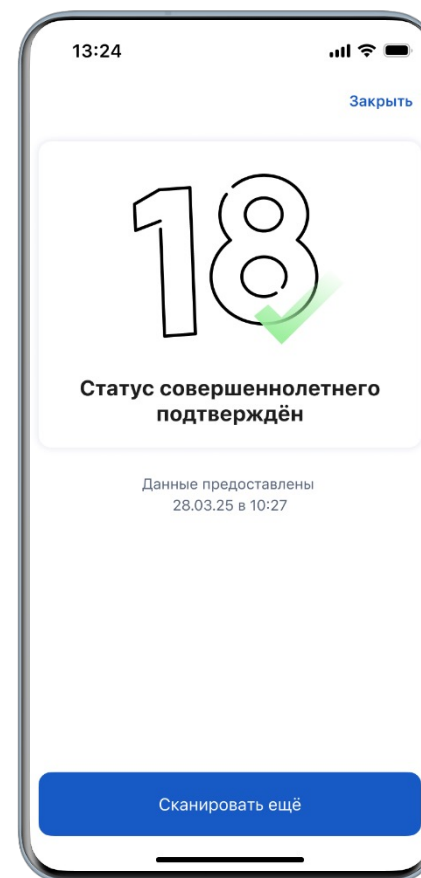 13:24
Закрыть
18
Статус совершеннолетнего
подтверждён
Данные предоставлены
28.03.25 в 10:27
Сканировать ещё